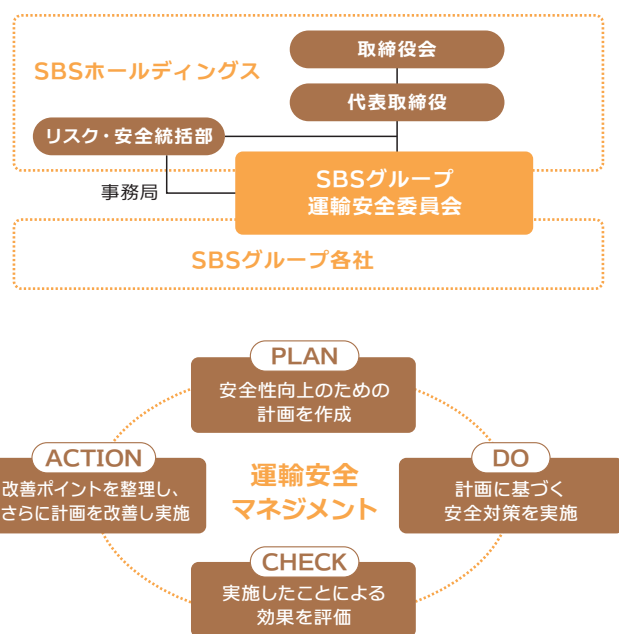 取締役会
SBSホールディングス
代表取締役
リスク・安全統括部
事務局
SBSグループ
運輸安全委員会
SBSグループ各社
PLAN
安全性向上のための
計画を作成
ACTION
改善ポイントを整理し、
さらに計画を改善し実施
運輸安全
マネジメント
DO
計画に基づく
安全対策を実施
CHECK
実施したことによる
効果を評価